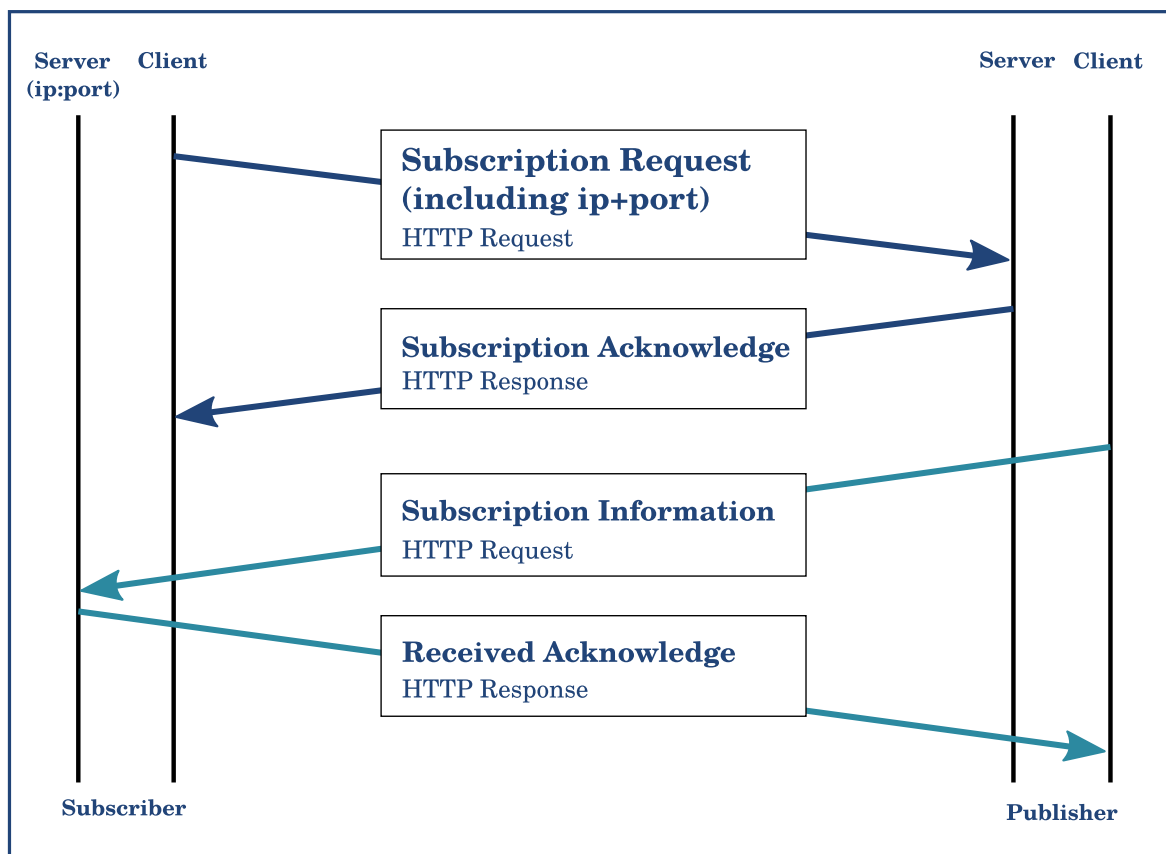 Server Client
(ip:port)
Server Client
Subscription Request
(including ip+port)
HTTP Request
Subscription Acknowledge
HTTP Response
Subscription Information
HTTP Request
Received Acknowledge
HTTP Response
Subscriber
Publisher